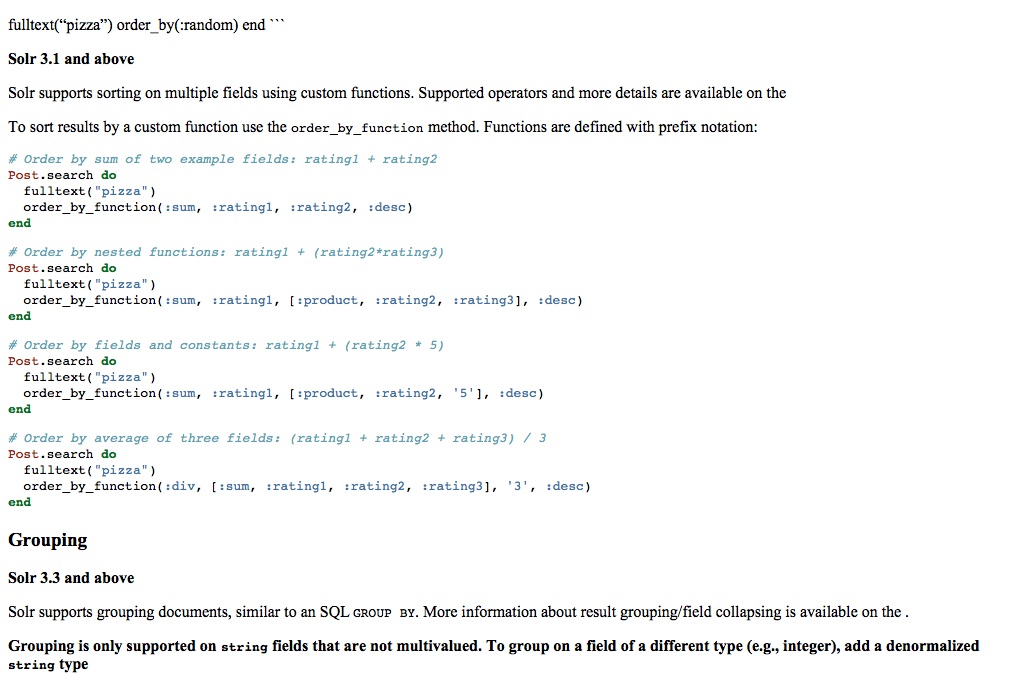 fulltext(“pizza”) order_by(:random) end ```
Solr 3.1 and above
Solr supports sorting on multiple fields using custom functions. Supported operators and more details are available on the
To sort results by a custom function use the order_by_function method. Functions are defined with prefix notation:
# Order by sum of two example fields: rating1 + rating2
Post.search do
  fulltext("pizza")
  order_by_function(:sum, :rating1, :rating2, :desc)
end
# Order by nested functions: rating1 + (rating2*rating3)
Post.search do
  fulltext("pizza")
  order_by_function(:sum, :rating1, [:product, :rating2, :rating3], :desc)
end
# Order by fields and constants: rating1 + (rating2 * 5)
Post.search do
  fulltext("pizza")
  order_by_function(:sum, :rating1, [:product, :rating2, '5'], :desc)
end
# Order by average of three fields: (rating1 + rating2 + rating3) / 3
Post.search do
  fulltext("pizza")
  order_by_function(:div, [:sum, :rating1, :rating2, :rating3], '3', :desc)
end
Grouping
Solr 3.3 and above
Solr supports grouping documents, similar to an SQL GROUP BY. More information about result grouping/field collapsing is available on the .
Grouping is only supported on string fields that are not multivalued. To group on a field of a different type (e.g., integer), add a denormalized
string type